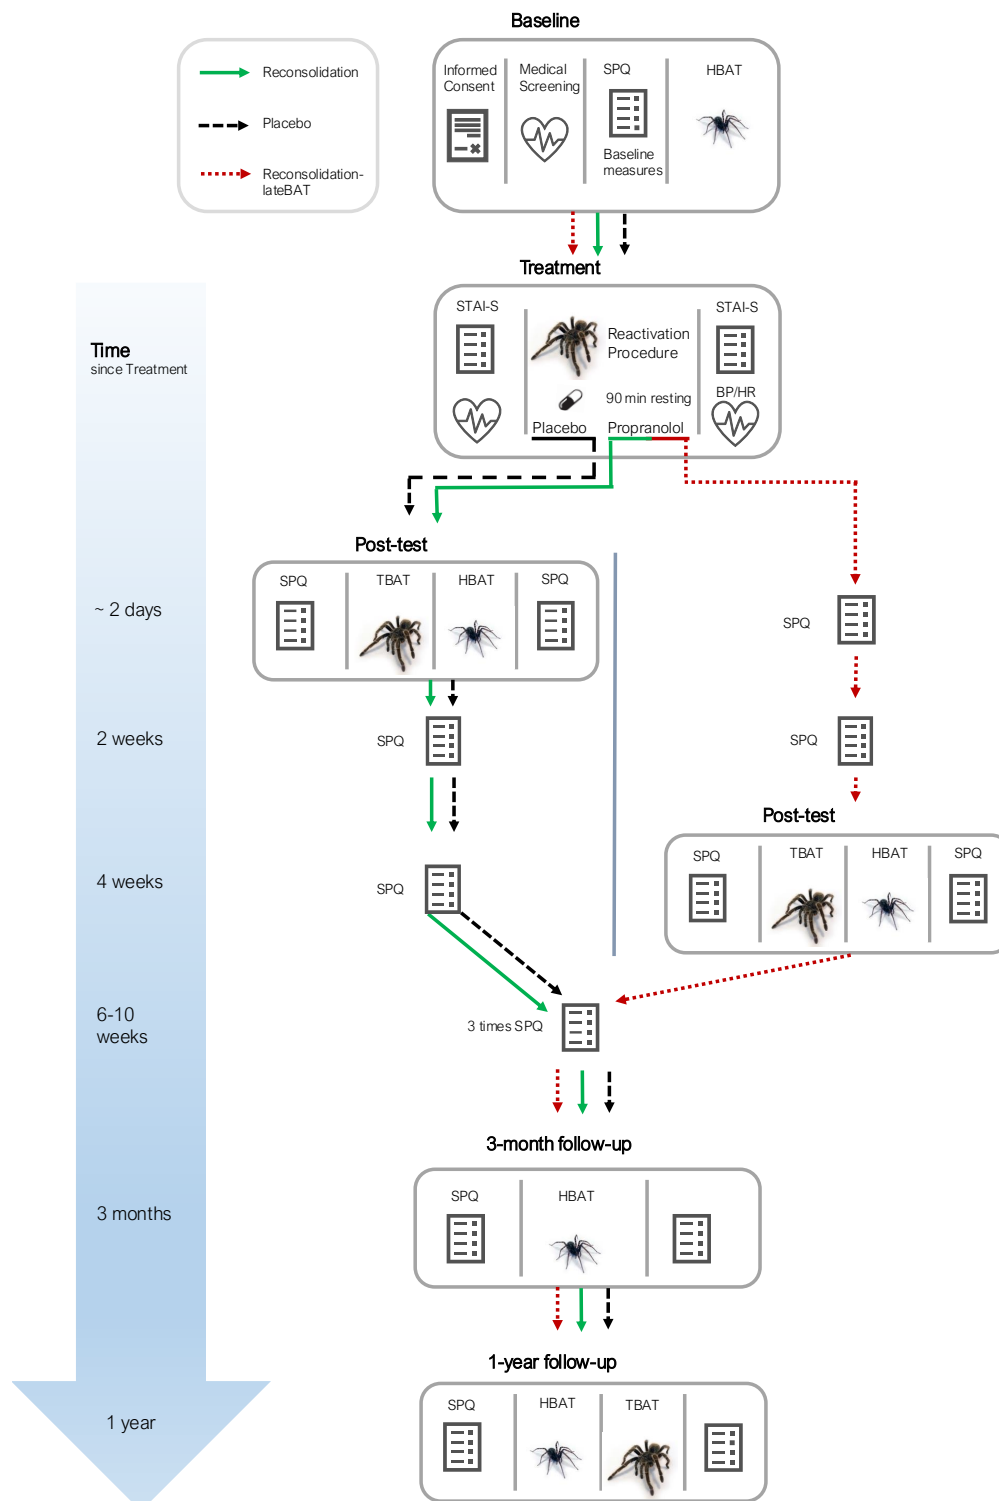 Baseline
Reconsolidation
Placebo
Reconsolidation-
lateBAT
Informed
Consent
Medical
Screening
SPQ
Baseline
measures
HBAT
Treatment
Time
since Treatment
STAI-S
Reactivation
Procedure
90 min resting
Placebo
Propranolol
STAI-S
BP/HR
Post-test
SPQ
TBAT
HBAT
SPQ
~ 2 days
SPQ
2 weeks
SPQ
SPQ
Post-test
4 weeks
SPQ
SPQ
TBAT
HBAT
SPQ
6-10
weeks
3 times SPQ
3-month follow-up
3 months
SPQ
HBAT
1-year follow-up
1 year
SPQ
HBAT
TBAT